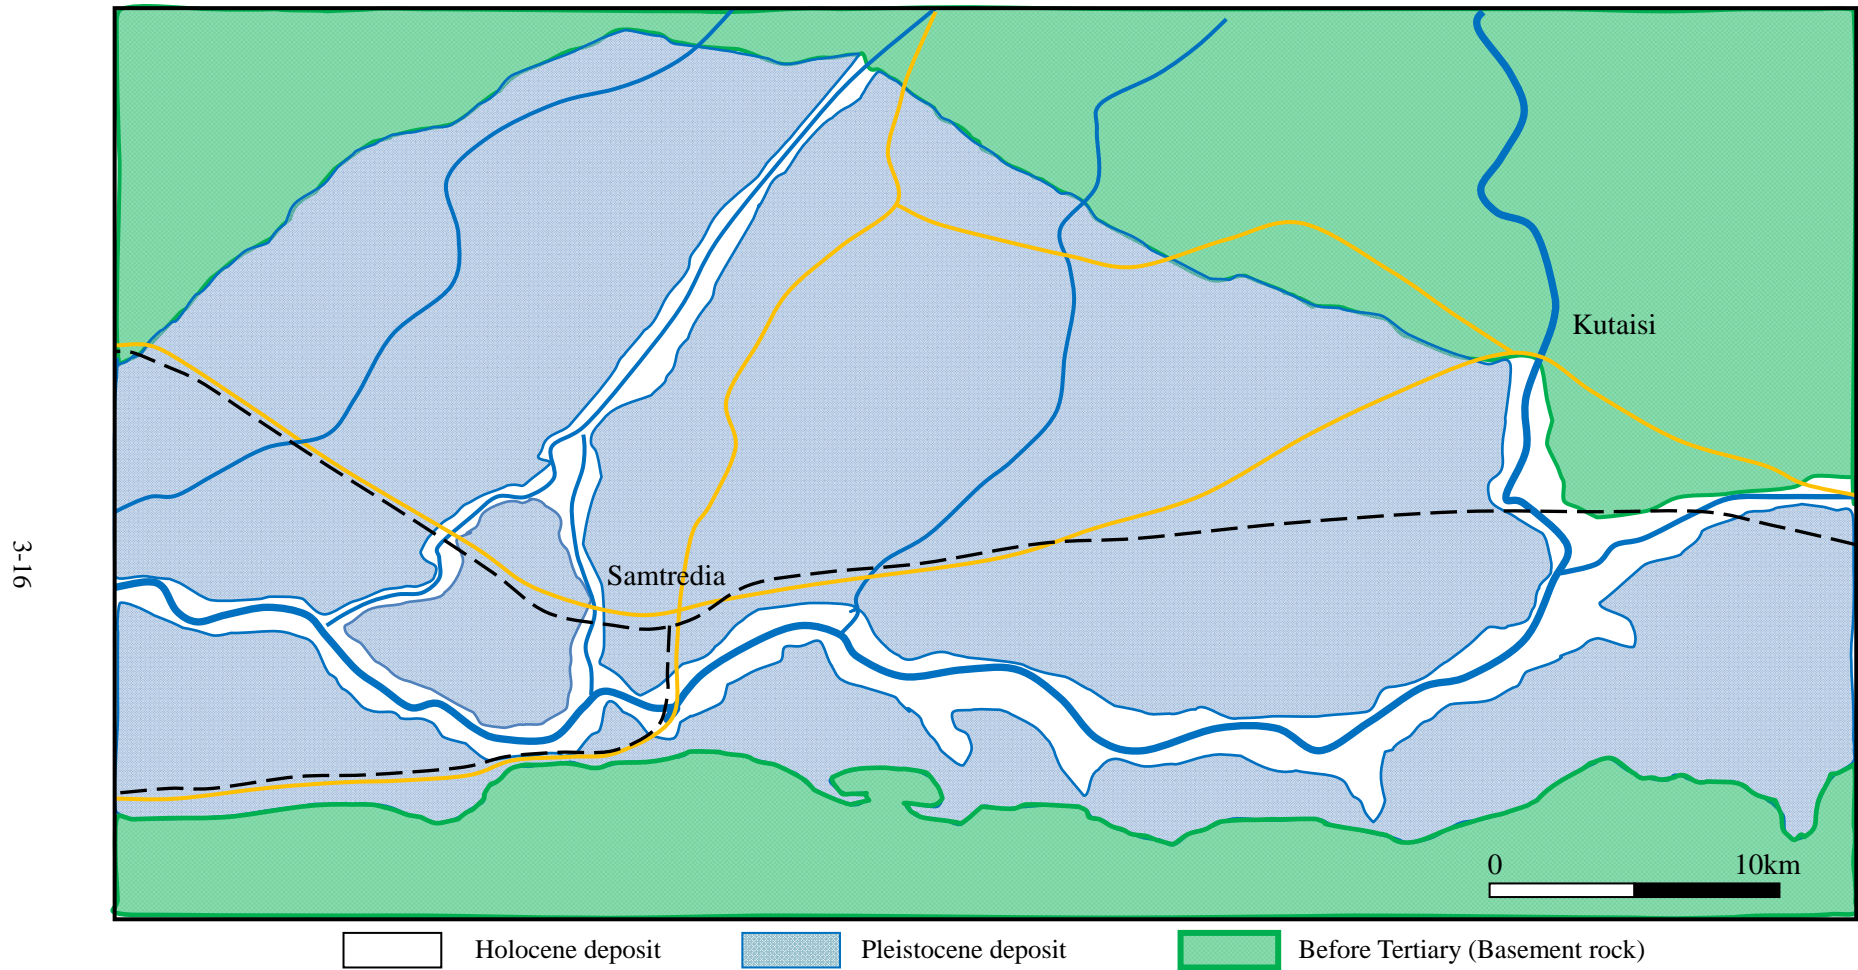 Kutaisi
Samtredia
3-16
0 10km
Holocene deposit
Pleistocene deposit
Before Tertiary (Basement rock)